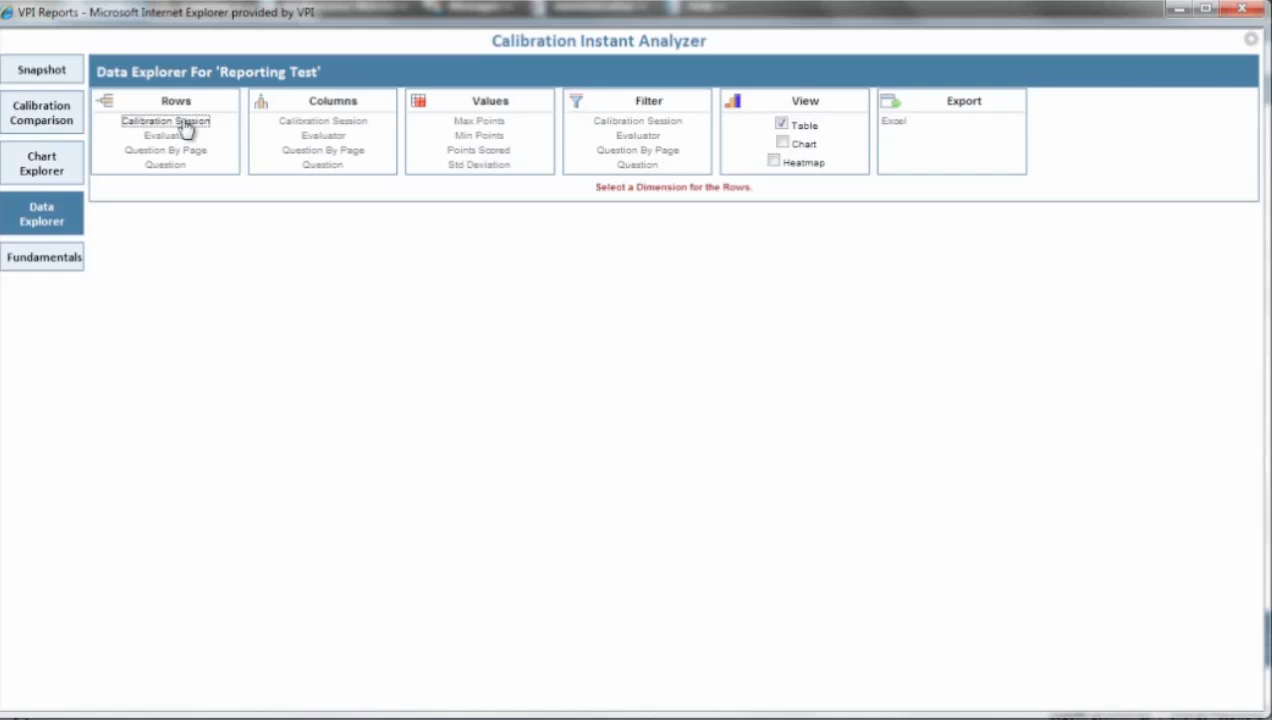 VPI Reports - Microsoft Internet Explorer provided by VPI
Calibration Instant Analyzer
Snapshot
Calibration
Comparison
Chart
Explorer
Data
Explorer
Fundamentals
Data Explorer For 'Reporting Test'
Rows
Calibration Session
Evaluator
Question By Page
Question
Columns
Calibration Session
Evaluator
Question By Page
Question
Values
Max Points
Min Points
Points Scored
Std Deviation
Filter
Calibration Session
Evaluator
Question By Page
Question
View
Table
Chart
Heatmap
Export
Excel
Select a Dimension for the Rows.